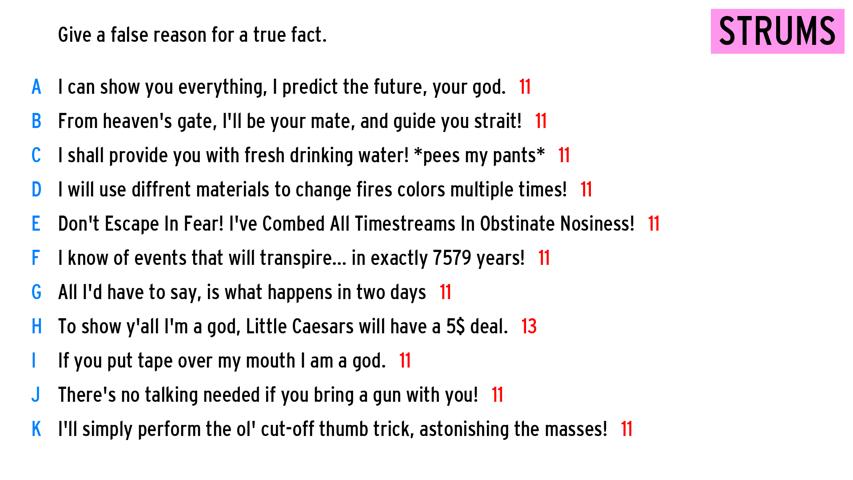 Give a false reason for a true fact.
STRUMS
A I can show you everything, I predict the future, your god. 11
B From heaven's gate, I'll be your mate, and guide you strait! 11
C I shall provide you with fresh drinking water! *pees my pants* 11
D I will use diffrent materials to change fires colors multiple times! 11
E Don't Escape In Fear! I've Combed All Timestreams In Obstinate Nosiness! 11
F I know of events that will transpire... in exactly 7579 years! 11
G All I'd have to say, is what happens in two days 11
H To show y'all I'm a god, Little Caesars will have a 5$ deal. 13
I If you put tape over my mouth I am a god. 11
J There's no talking needed if you bring a gun with you! 11
K I'll simply perform the ol' cut-off thumb trick, astonishing the masses! 11